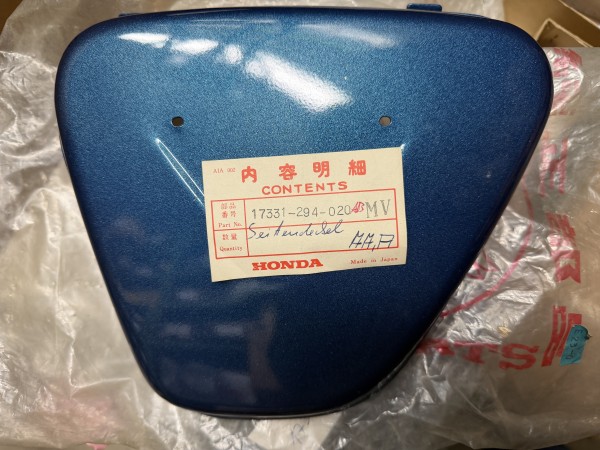 AIA 302
内容明細
CONTENTS
部品番号
Part No.
17331-294-020 MV
Seitendeckel
数量
Quantity
HONDA
Made in Japan